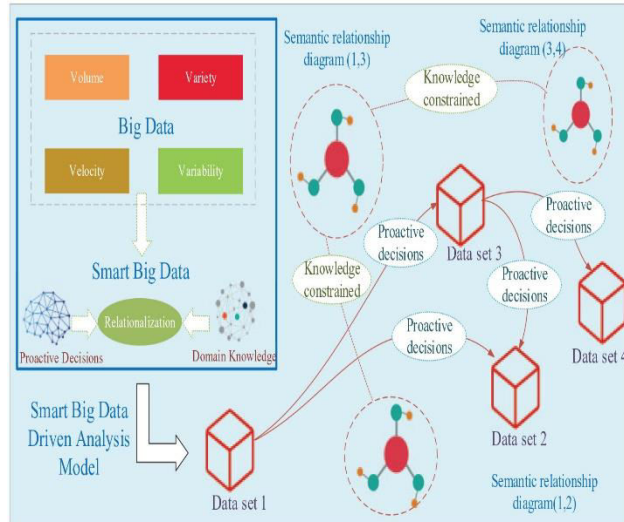 Volume
Variety
Big Data
Velocity
Variability
Smart Big Data
Relationalization
Proactive Decisions
Domain Knowledge
Smart Big Data
Driven Analysis
Model
Data set 1
Semantic relationship
diagram (1,3)
Knowledge
constrained
Semantic relationship
diagram (3,4)
Knowledge
constrained
Proactive
decisions
Data set 3
Proactive
decisions
Proactive
decisions
Proactive
decisions
Data set 4
Data set 2
Semantic relationship
diagram(1,2)